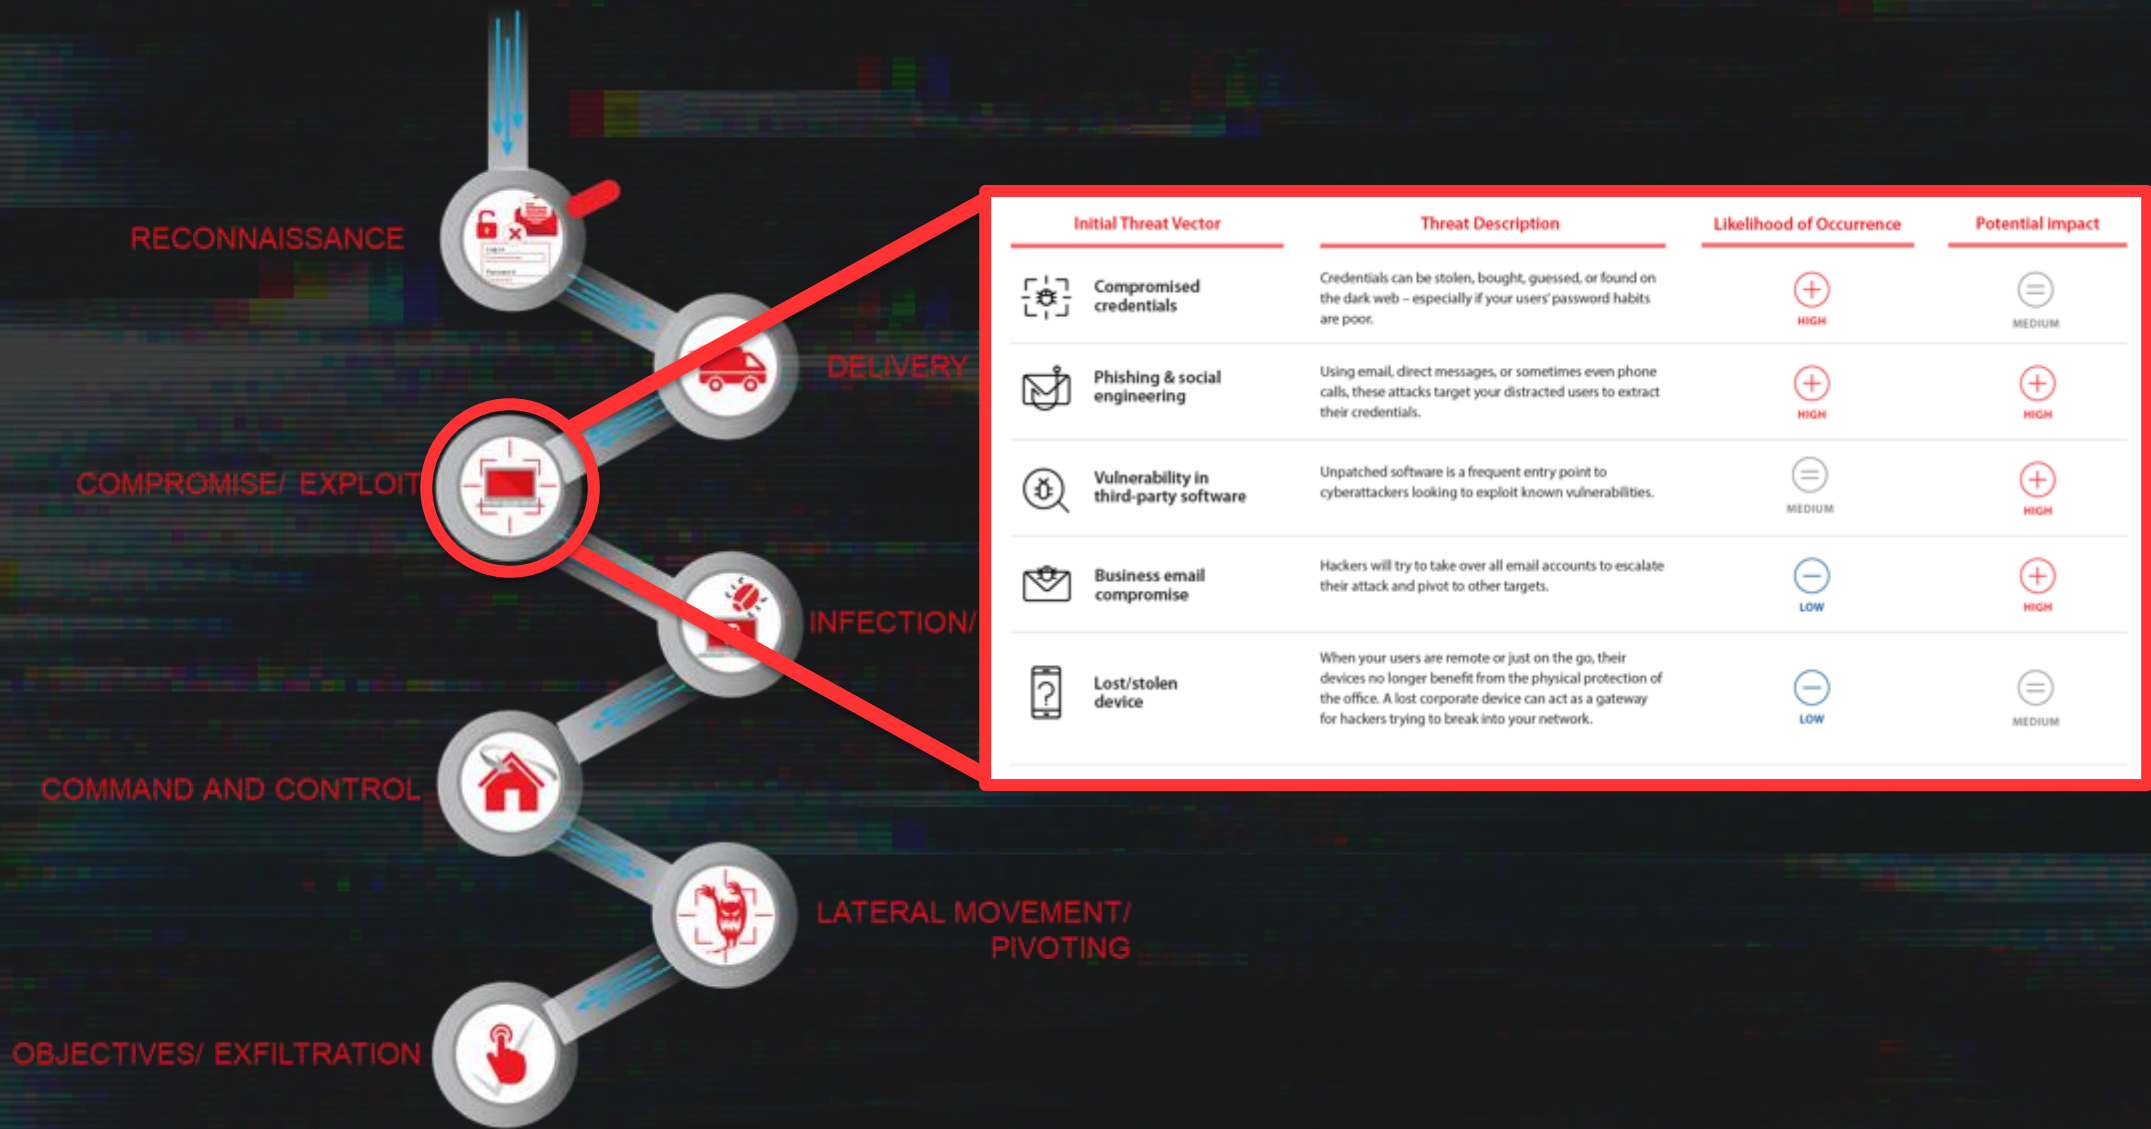 RECONNAISSANCE
DELIVERY
COMPROMISE/ EXPLOIT
INFECTION/
COMMAND AND CONTROL
LATERAL MOVEMENT/
PIVOTING
OBJECTIVES/ EXFILTRATION
Initial Threat Vector
Threat Description
Likelihood of Occurrence
Potential impact
Compromised
credentials
Credentials can be stolen, bought, guessed, or found on
the dark web – especially if your users' password habits
are poor.
HIGH
MEDIUM
Phishing & social
engineering
Using email, direct messages, or sometimes even phone
calls, these attacks target your distracted users to extract
their credentials.
HIGH
HIGH
Vulnerability in
third-party software
Unpatched software is a frequent entry point to
cyberattackers looking to exploit known vulnerabilities.
MEDIUM
HIGH
Business email
compromise
Hackers will try to take over all email accounts to escalate
their attack and pivot to other targets.
LOW
HIGH
Lost/stolen
device
When your users are remote or just on the go, their
devices no longer benefit from the physical protection of
the office. A lost corporate device can act as a gateway
for hackers trying to break into your network.
LOW
MEDIUM